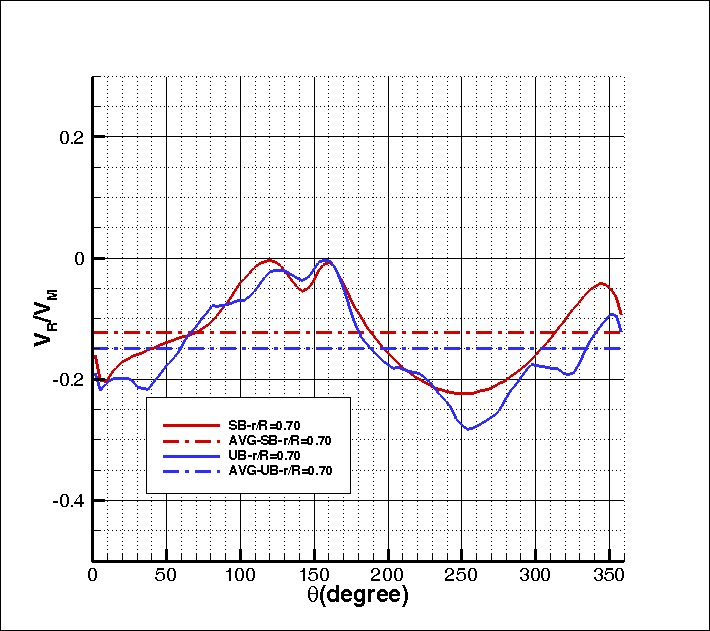 0.2
0
-0.2
-0.4
V_R/V_M
SB-r/R=0.70
AVG-SB-r/R=0.70
UB-r/R=0.70
AVG-UB-r/R=0.70
0 50 100 150 200 250 300 350
θ(degree)